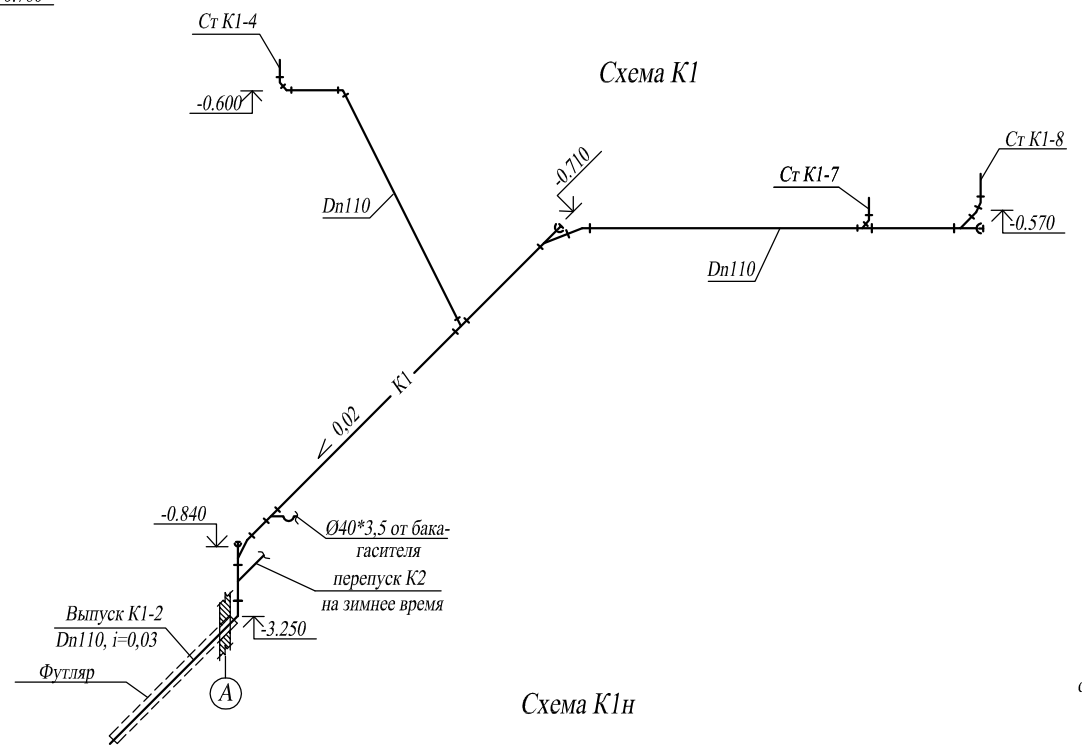 Ст К1-4
Схема К1
-0.600
-0.710
Ст К1-8
Ст К1-7
Dn110
-0.570
Dn110
К1
0,02
-0.840
Ø40*3,5 от бака-
гасителя
перепуск К2
на зимнее время
Выпуск К1-2
Dn110, i=0,03
-3.250
Футляр
А
Схема К1н